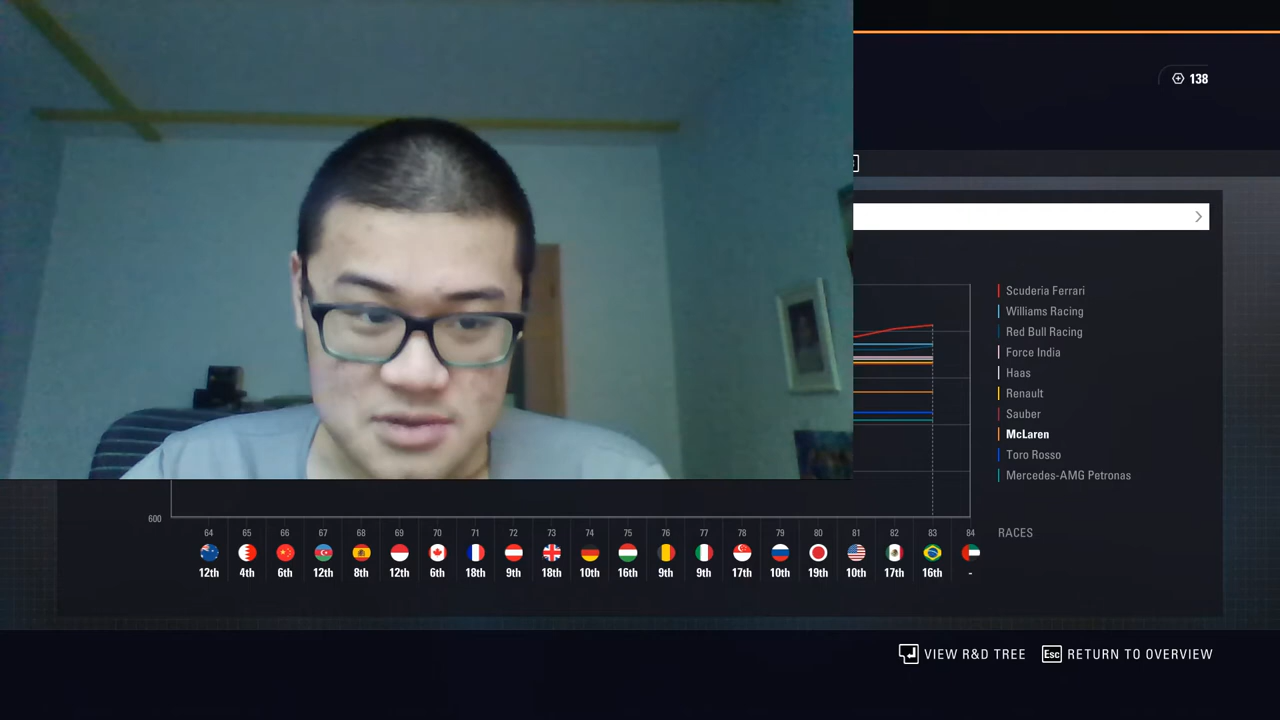 138
Scuderia Ferrari
Williams Racing
Red Bull Racing
Force India
Haas
Renault
Sauber
McLaren
Toro Rosso
Mercedes-AMG Petronas
600
64 65 66 67 68 69 70 71 72 73 74 75 76 77 78 79 80 81 82 83 84
RACES
12th 4th 6th 12th 8th 12th 6th 18th 9th 18th 10th 16th 9th 9th 17th 10th 19th 10th 17th 16th -
VIEW R&D TREE Esc RETURN TO OVERVIEW